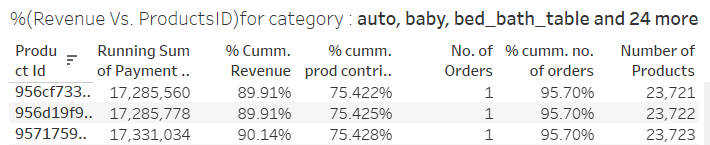 %(Revenue Vs. ProductsID)for category : auto, baby, bed_bath_table and 24 more
Produ Running Sum % Cumm. % cumm. No. of % cumm. no. Number of
ct Id of Payment .. Revenue prod contri.. Orders of orders Products
956cf733.. 17,285,560 89.91% 75.422% 1 95.70% 23,721
956d19f9.. 17,285,778 89.91% 75.425% 1 95.70% 23,722
9571759.. 17,331,034 90.14% 75.428% 1 95.70% 23,723